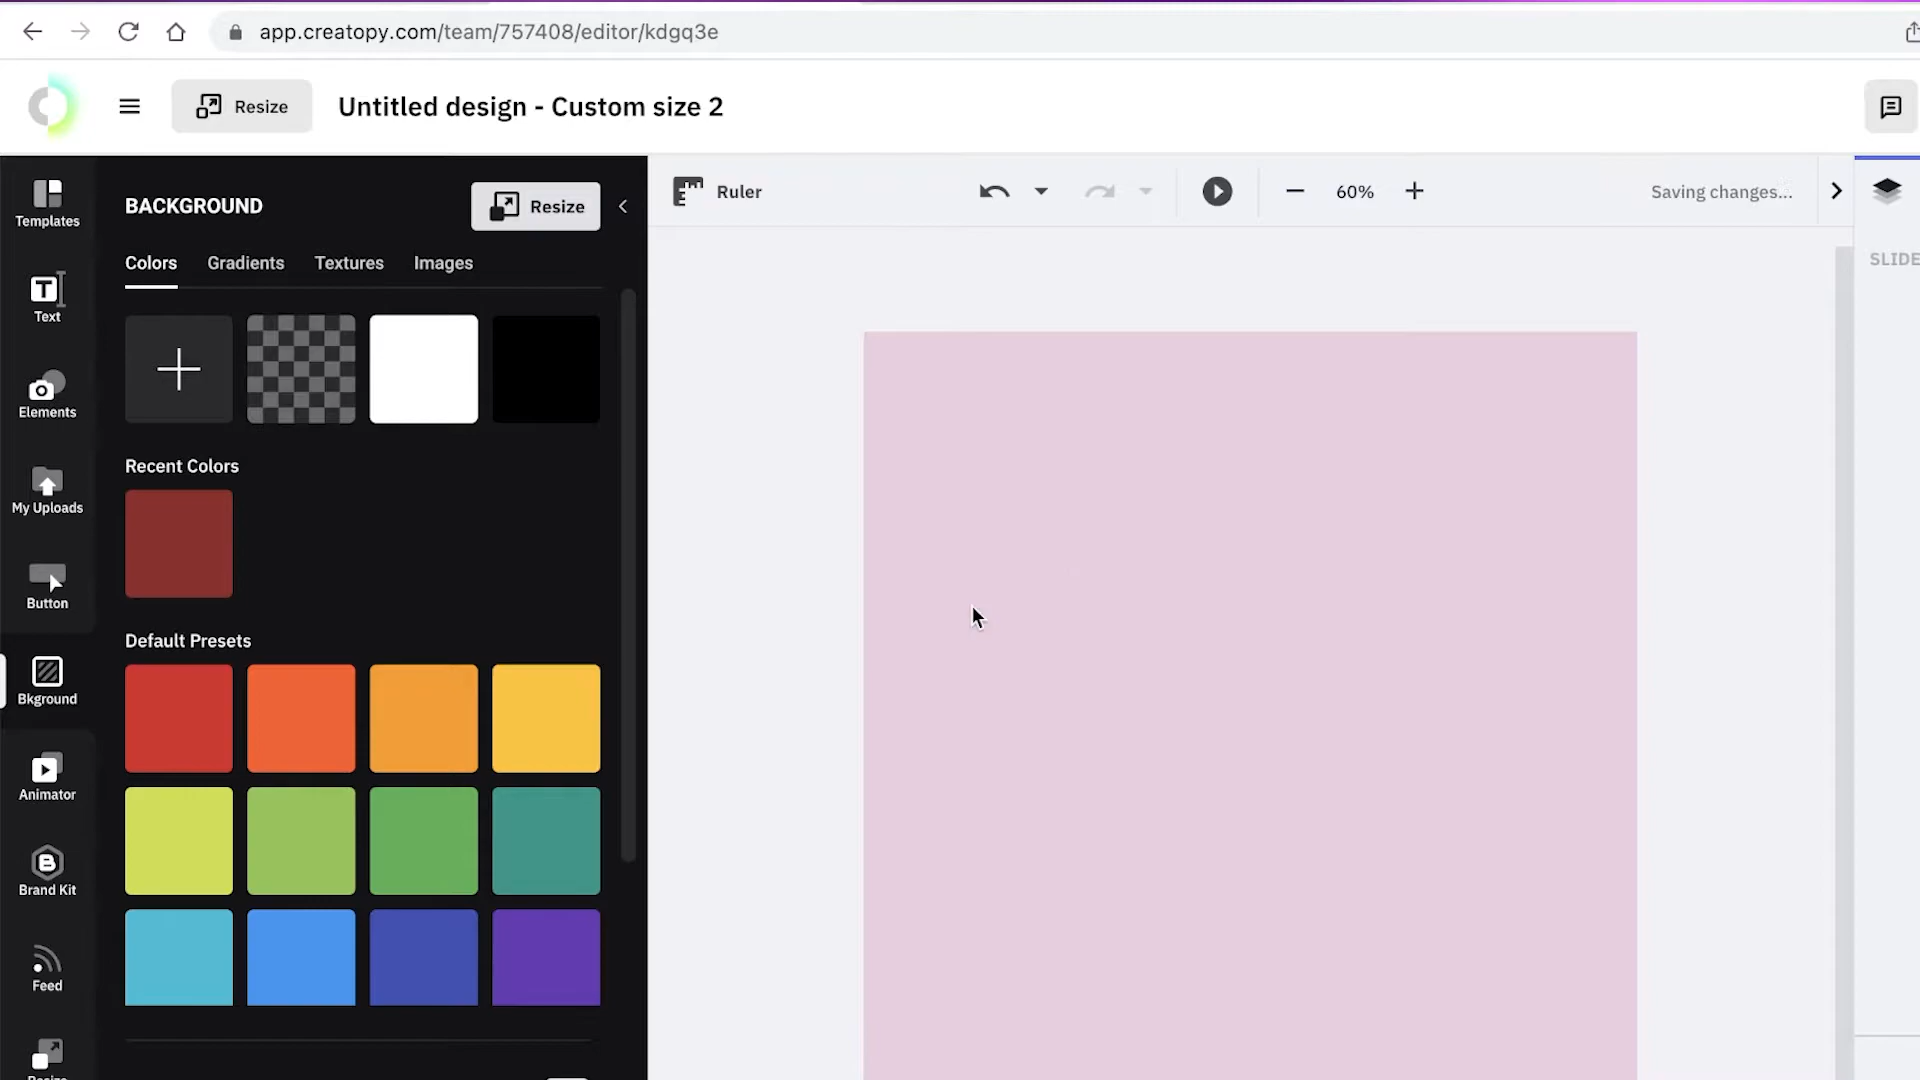 app.creatopy.com/team/757408/editor/kdgq3e
Resize
Untitled design - Custom size 2
Templates
Text
Elements
My Uploads
Button
Bkground
Animator
Brand Kit
Feed
BACKGROUND
Resize
Colors
Gradients
Textures
Images
Recent Colors
Default Presets
Ruler
60%
Saving changes...
SLIDE